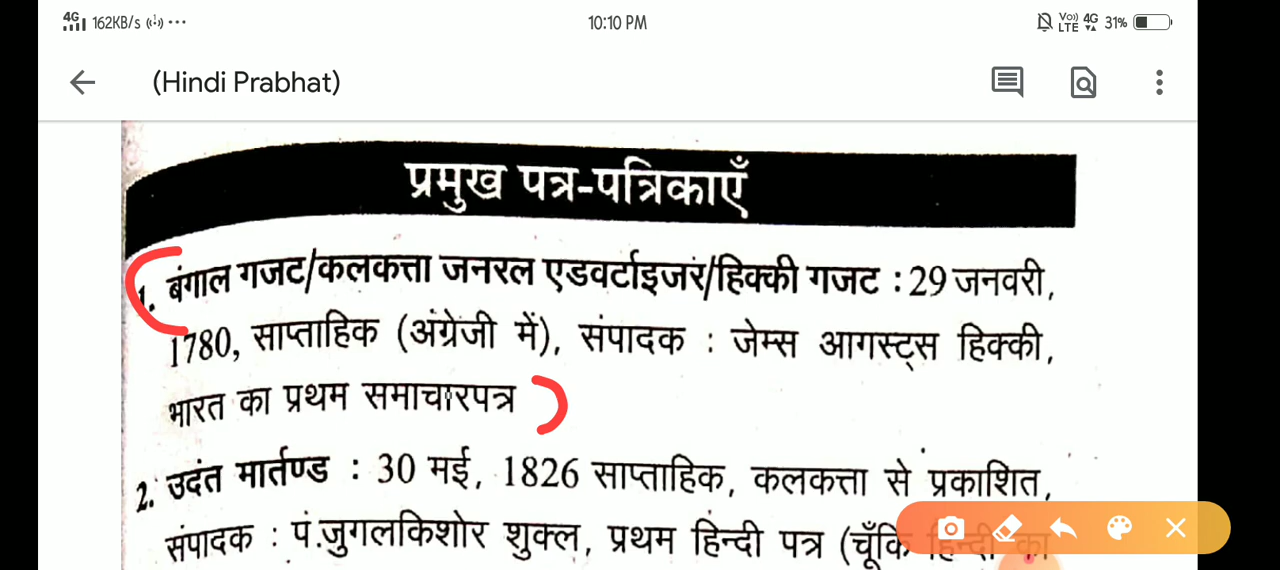 4G 162KB/s 10:10 PM Vo) LTE 4G 31%
(Hindi Prabhat)
प्रमुख पत्र-पत्रिकाएँ
1. बंगाल गजट/कलकत्ता जनरल एडवर्टाइजर/हिक्की गजट : 29 जनवरी,
1780, साप्ताहिक (अंग्रेजी में), संपादक : जेम्स आगस्ट्स हिक्की,
भारत का प्रथम समाचारपत्र
2. उदंत मार्तण्ड : 30 मई, 1826 साप्ताहिक, कलकत्ता से प्रकाशित,
संपादक : पं.जुगलकिशोर शुक्ल, प्रथम हिन्दी पत्र (चूँकि हिन्दी का